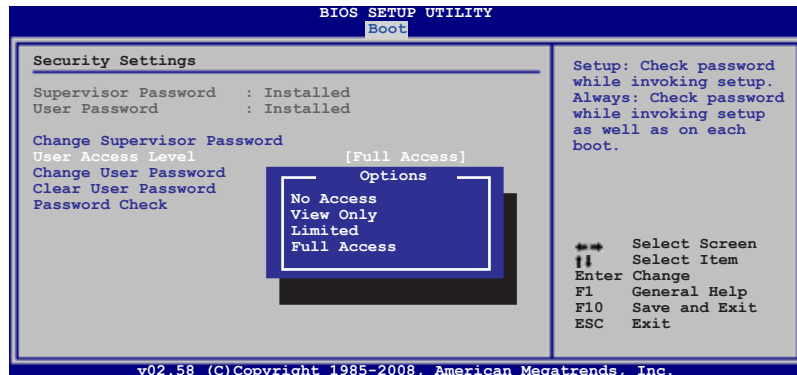 BIOS SETUP UTILITY
Boot
Security Settings
Supervisor Password : Installed
User Password : Installed
Change Supervisor Password
User Access Level [Full Access]
Change User Password
Clear User Password
Password Check
Options
No Access
View Only
Limited
Full Access
Setup: Check password
while invoking setup.
Always: Check password
while invoking setup
as well as on each
boot.
Select Screen
Select Item
Enter Change
F1 General Help
F10 Save and Exit
ESC Exit
v02.58 (C)Copyright 1985-2008, American Megatrends, Inc.